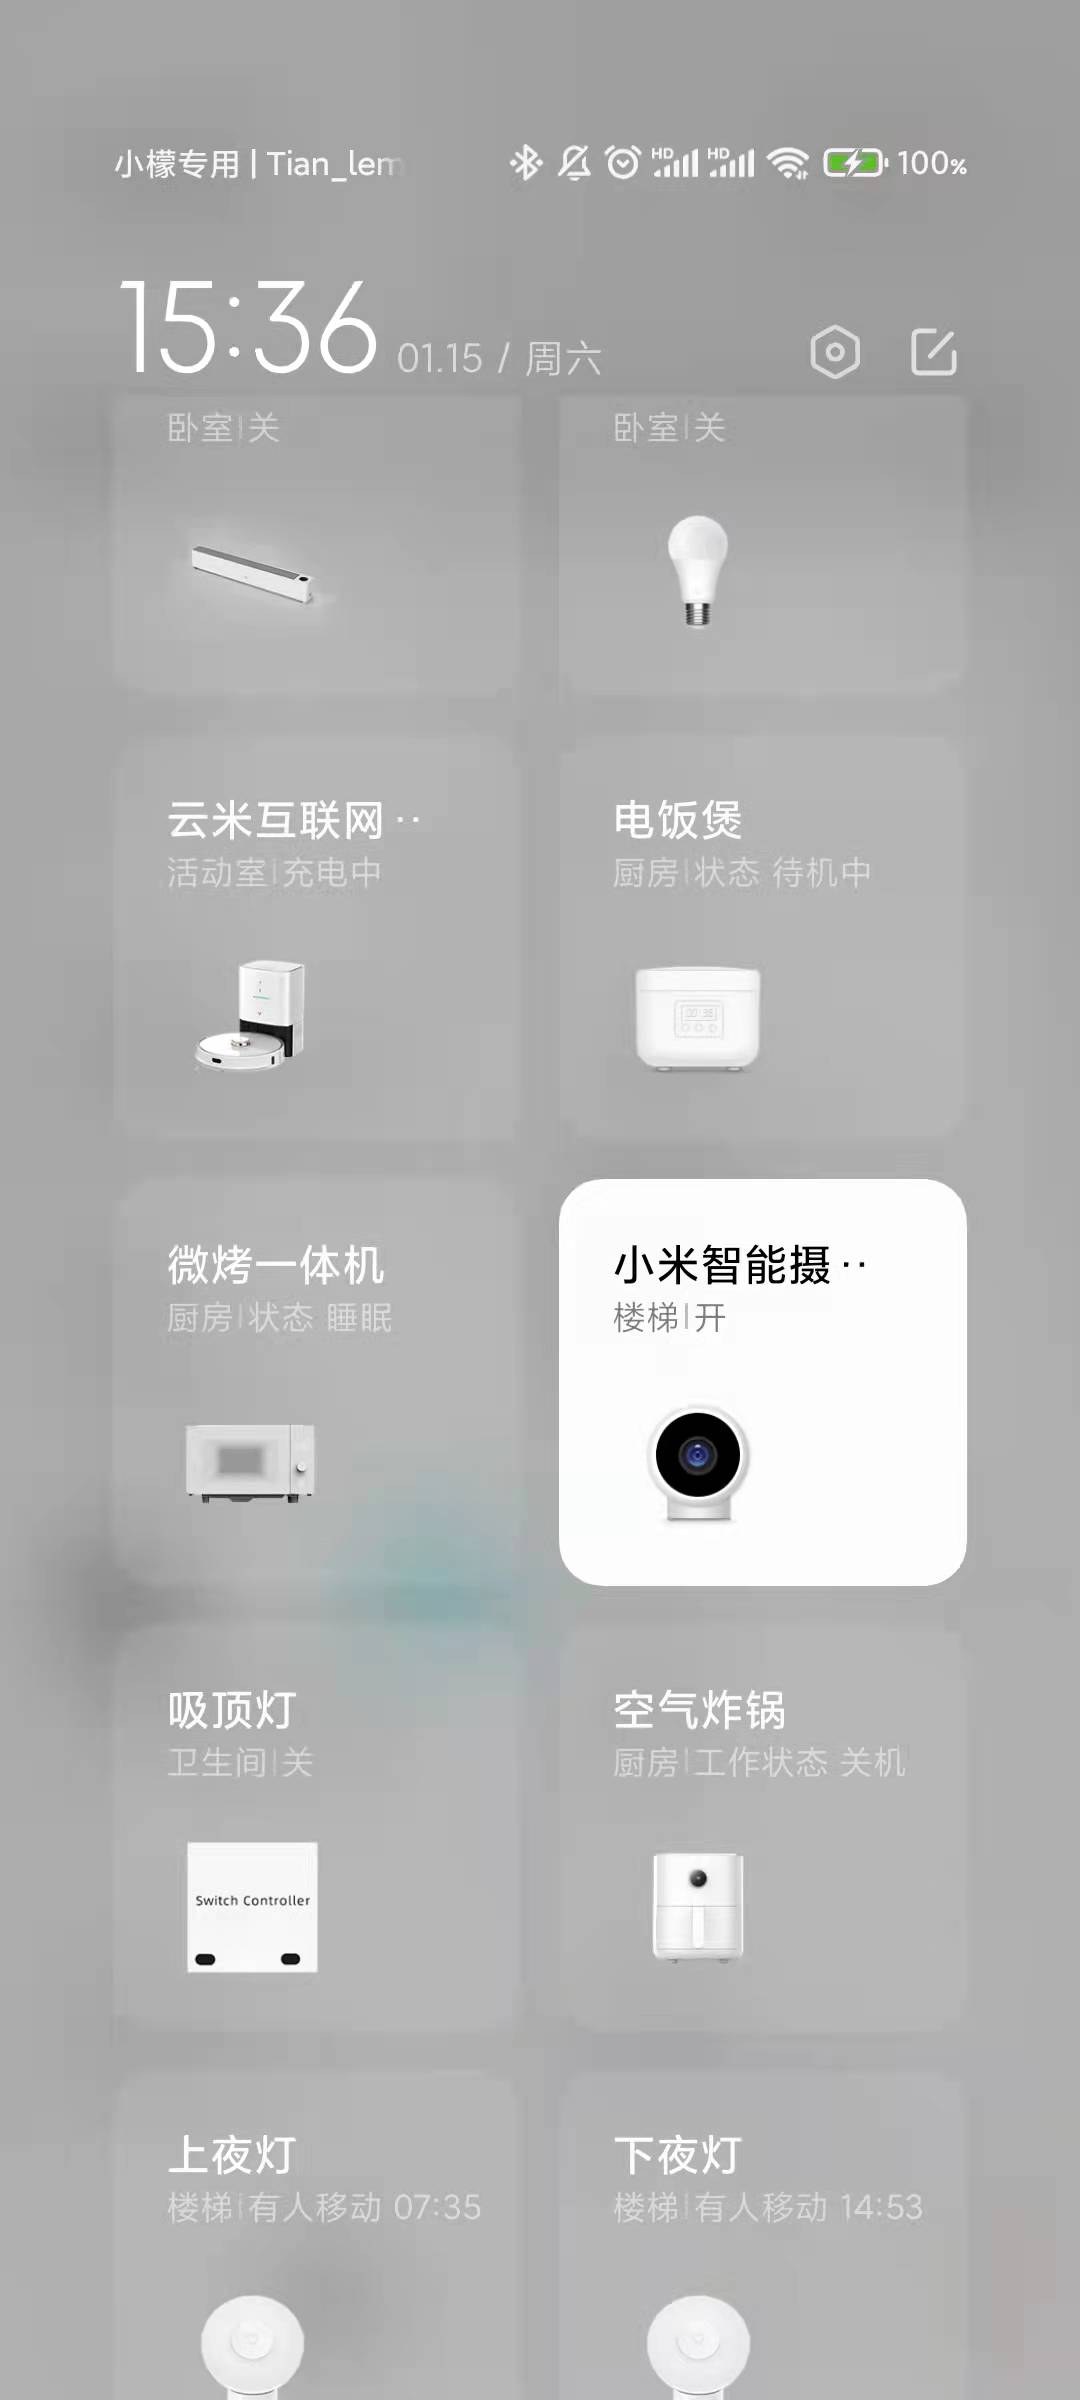 小檬专用 | Tian_lem
HD HD 100%
15:36 01.15 / 周六
卧室|关
卧室|关
云米互联网··
活动室|充电中
电饭煲
厨房|状态 待机中
微烤一体机
厨房|状态 睡眠
小米智能摄··
楼梯|开
吸顶灯
卫生间|关
Switch Controller
空气炸锅
厨房|工作状态 关机
上夜灯
楼梯|有人移动 07:35
下夜灯
楼梯|有人移动 14:53